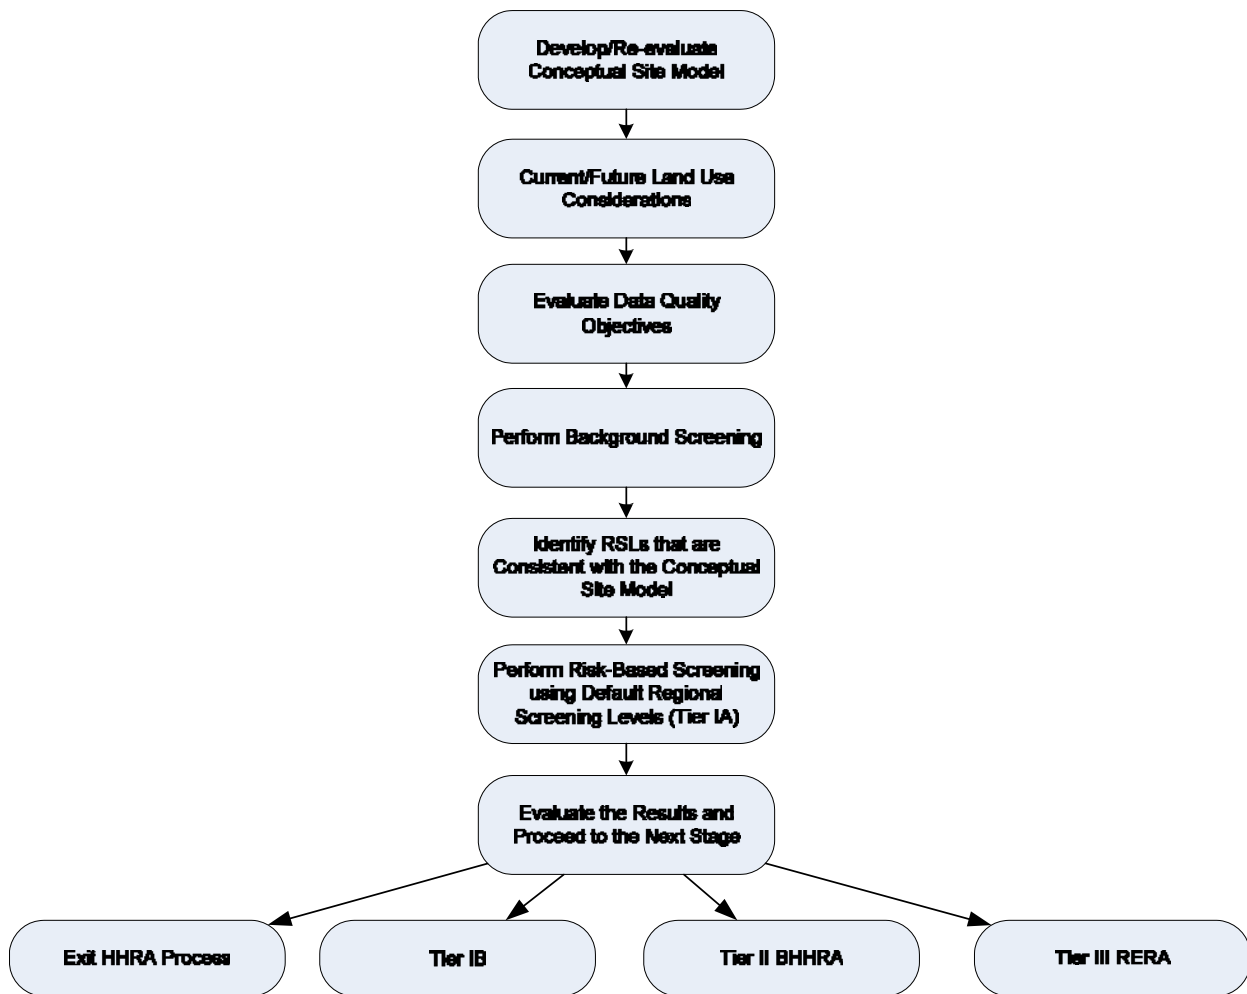 Develop/Re-evaluate
Conceptual Site Model
Current/Future Land Use
Considerations
Evaluate Data Quality
Objectives
Perform Background Screening
Identify RSLs that are
Consistent with the Conceptual
Site Model
Perform Risk-Based Screening
using Default Regional
Screening Levels (Tier IA)
Evaluate the Results and
Proceed to the Next Stage
Exit HHRA Process
Tier IB
Tier II BHHRA
Tier III RERA